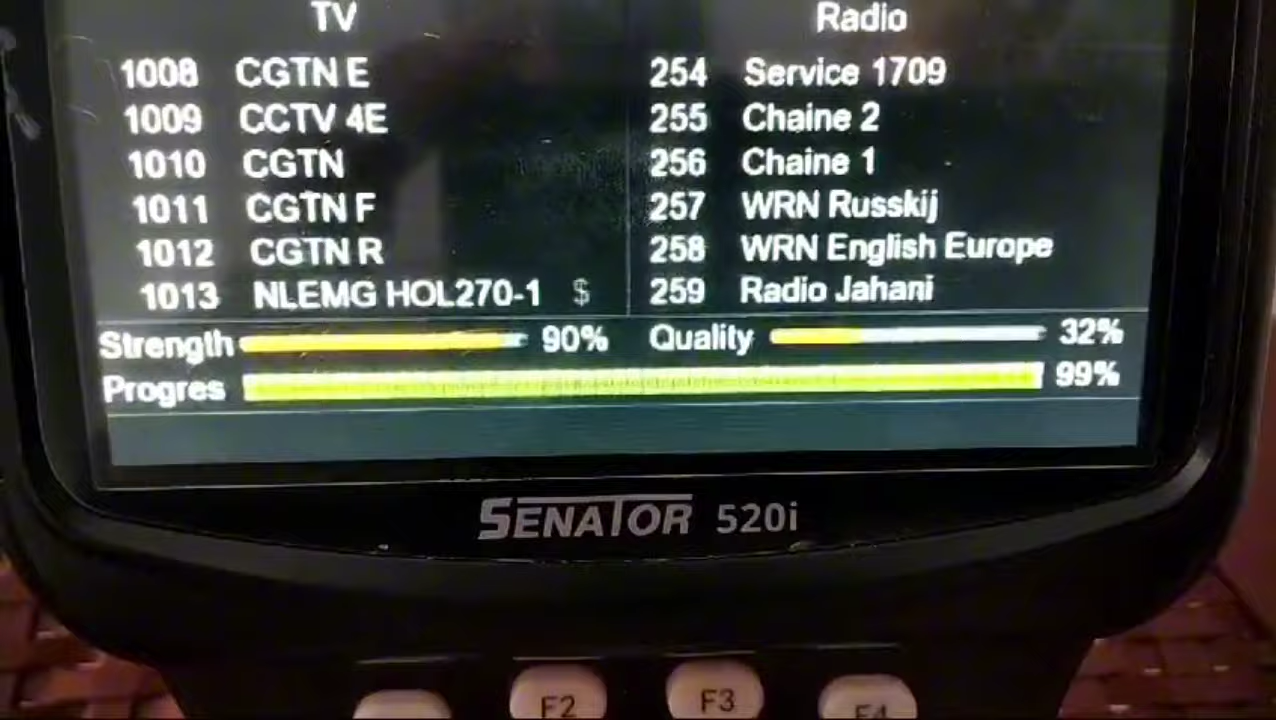 TV Radio
1008 CGTN E 254 Service 1709
1009 CCTV 4E 255 Chaine 2
1010 CGTN 256 Chaine 1
1011 CGTN F 257 WRN Russkij
1012 CGTN R 258 WRN English Europe
1013 NLEMG HOL270-1 $ 259 Radio Jahani
Strength 90% Quality 32%
Progres 99%
SENATOR 520i
F2 F3 F4